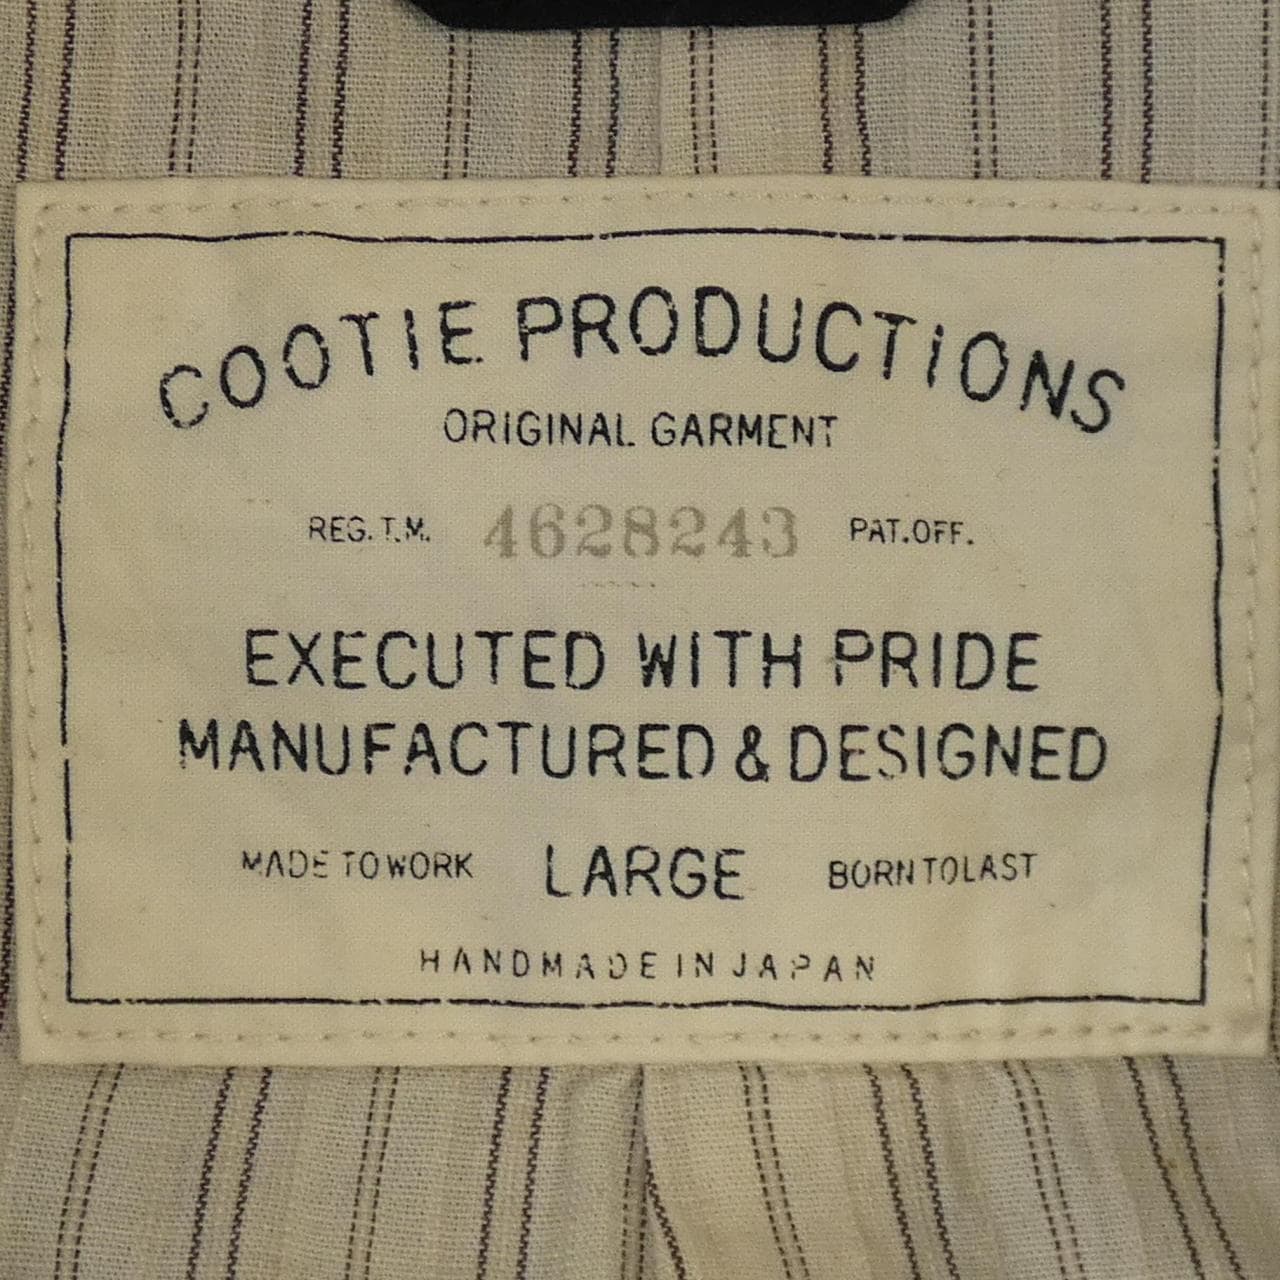 COOTIE PRODUCTIONS
ORIGINAL GARMENT
REG. T.M. 4628243 PAT.OFF.
EXECUTED WITH PRIDE
MANUFACTURED & DESIGNED
MADE TO WORK LARGE BORN TO LAST
HANDMADE IN JAPAN